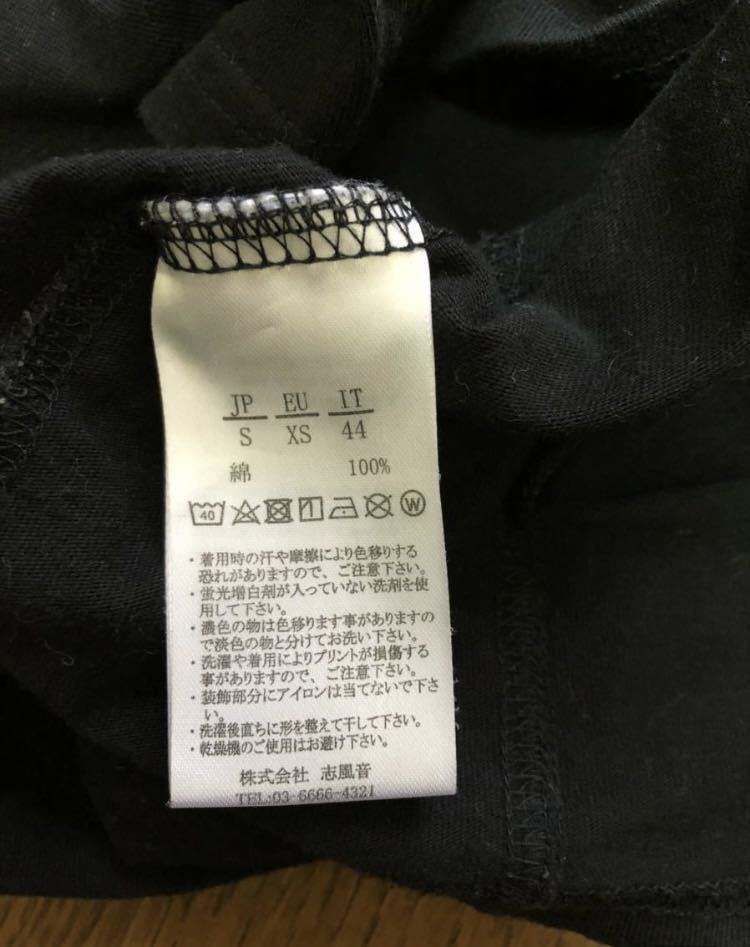 JP EU IT
S XS 44
綿 100%
40 W
・着用時の汗や摩擦により色移りする
恐れがありますので、ご注意下さい。
・蛍光増白剤が入っていない洗剤を使
用して下さい。
・濃色の物は色移ります事がありますの
で淡色の物と分けてお洗い下さい。
・洗濯や着用によりプリントが損傷する
事がありますので、ご注意下さい。
・装飾部分にアイロンは当てないで下さ
い。
・洗濯後直ちに形を整えて干して下さい。
・乾燥機のご使用はお避け下さい。
株式会社 志風音
TEL:03-6666-4321